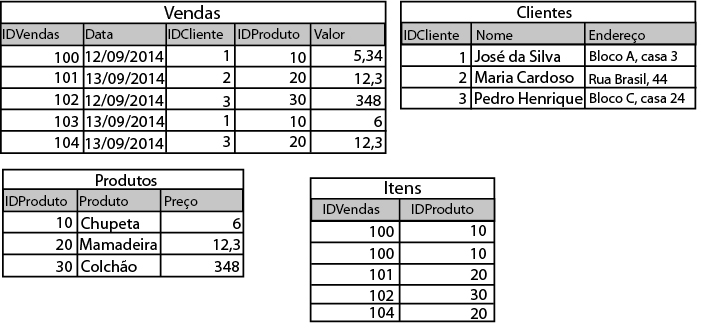 Vendas
IDVendas Data IDCliente IDProduto Valor
100 12/09/2014 1 10 5,34
101 13/09/2014 2 20 12,3
102 12/09/2014 3 30 348
103 13/09/2014 1 10 6
104 13/09/2014 3 20 12,3
Clientes
IDCliente Nome Endereço
1 José da Silva Bloco A, casa 3
2 Maria Cardoso Rua Brasil, 44
3 Pedro Henrique Bloco C, casa 24
Produtos
IDProduto Produto Preço
10 Chupeta 6
20 Mamadeira 12,3
30 Colchão 348
Itens
IDVendas IDProduto
100 10
100 10
101 20
102 30
104 20